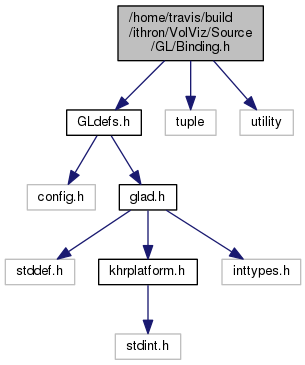 /home/travis/build
/ithron/VolViz/Source
/GL/Binding.h
GLdefs.h
tuple
utility
config.h
glad.h
stddef.h
khrplatform.h
inttypes.h
stdint.h